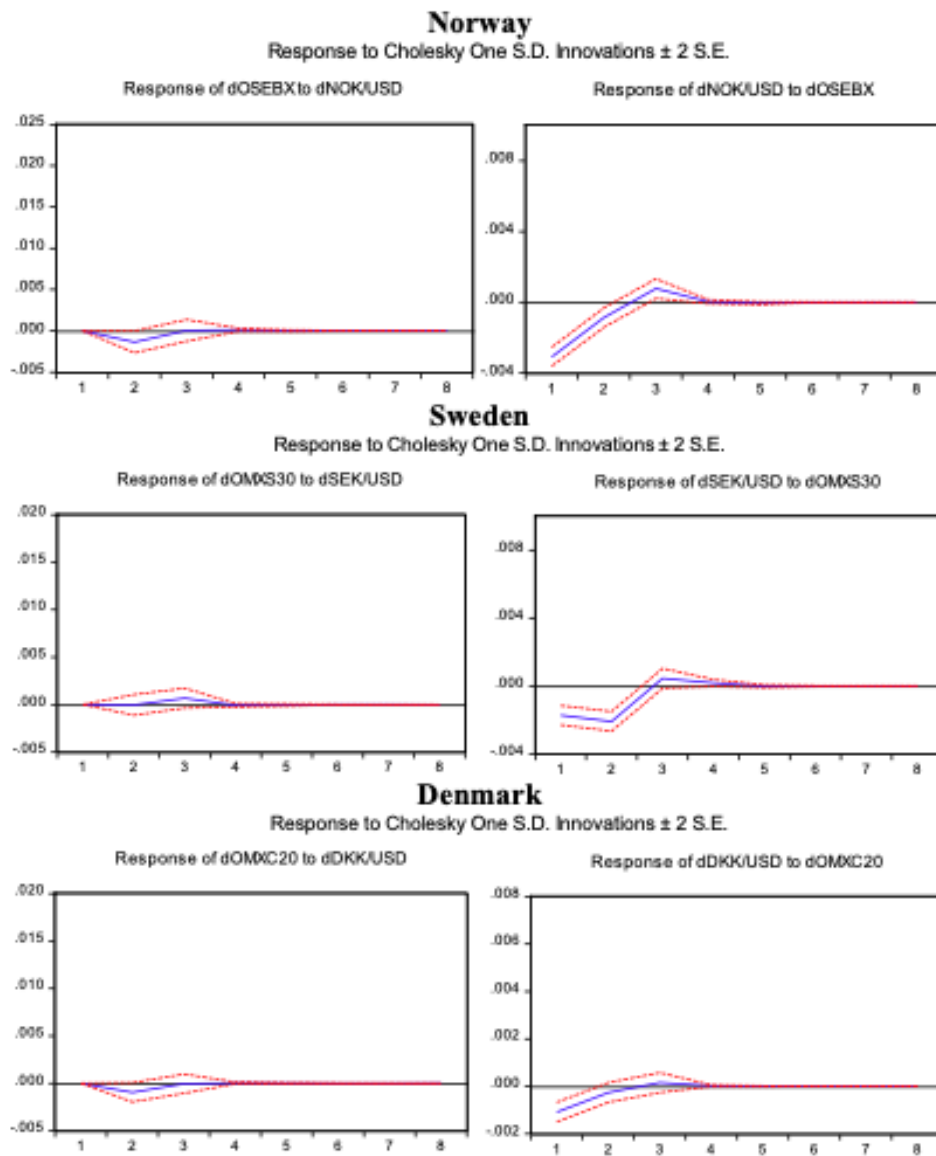 Norway
Response to Cholesky One S.D. Innovations ± 2 S.E.
Response of dOSEBX to dNOK/USD
.025
.020
.015
.010
.005
.000
-.005
1 2 3 4 5 6 7 8
Response of dNOK/USD to dOSEBX
.008
.004
.000
-.004
1 2 3 4 5 6 7 8
Sweden
Response to Cholesky One S.D. Innovations ± 2 S.E.
Response of dOMXS30 to dSEK/USD
.020
.015
.010
.005
.000
-.005
1 2 3 4 5 6 7 8
Response of dSEK/USD to dOMXS30
.008
.004
.000
-.004
1 2 3 4 5 6 7 8
Denmark
Response to Cholesky One S.D. Innovations ± 2 S.E.
Response of dOMXC20 to dDKK/USD
.020
.015
.010
.005
.000
-.005
1 2 3 4 5 6 7 8
Response of dDKK/USD to dOMXC20
.008
.006
.004
.002
.000
-.002
1 2 3 4 5 6 7 8